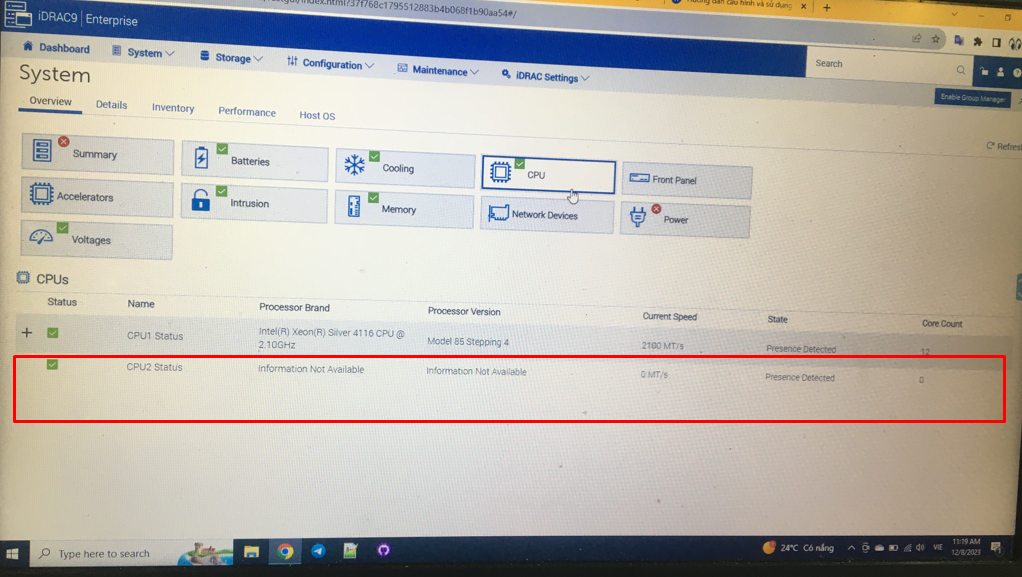 index.html/37f768c1795512883b4b068f1b90aa54#/
Hướng dẫn cấu hình và sử dụng
iDRAC9 | Enterprise
Dashboard
System
Storage
Configuration
Maintenance
iDRAC Settings
Search
Enable Group Manager
System
Overview
Details
Inventory
Performance
Host OS
Refres
Summary
Batteries
Cooling
CPU
Front Panel
Accelerators
Intrusion
Memory
Network Devices
Power
Voltages
CPUs
Status Name Processor Brand Processor Version Current Speed State Core Count
+ CPU1 Status Intel(R) Xeon(R) Silver 4116 CPU @ 2.10GHz Model 85 Stepping 4 2100 MT/s Presence Detected 12
CPU2 Status Information Not Available Information Not Available 0 MT/s Presence Detected 0
Type here to search
24°C Có nắng
VIE
11:19 AM
12/8/2023